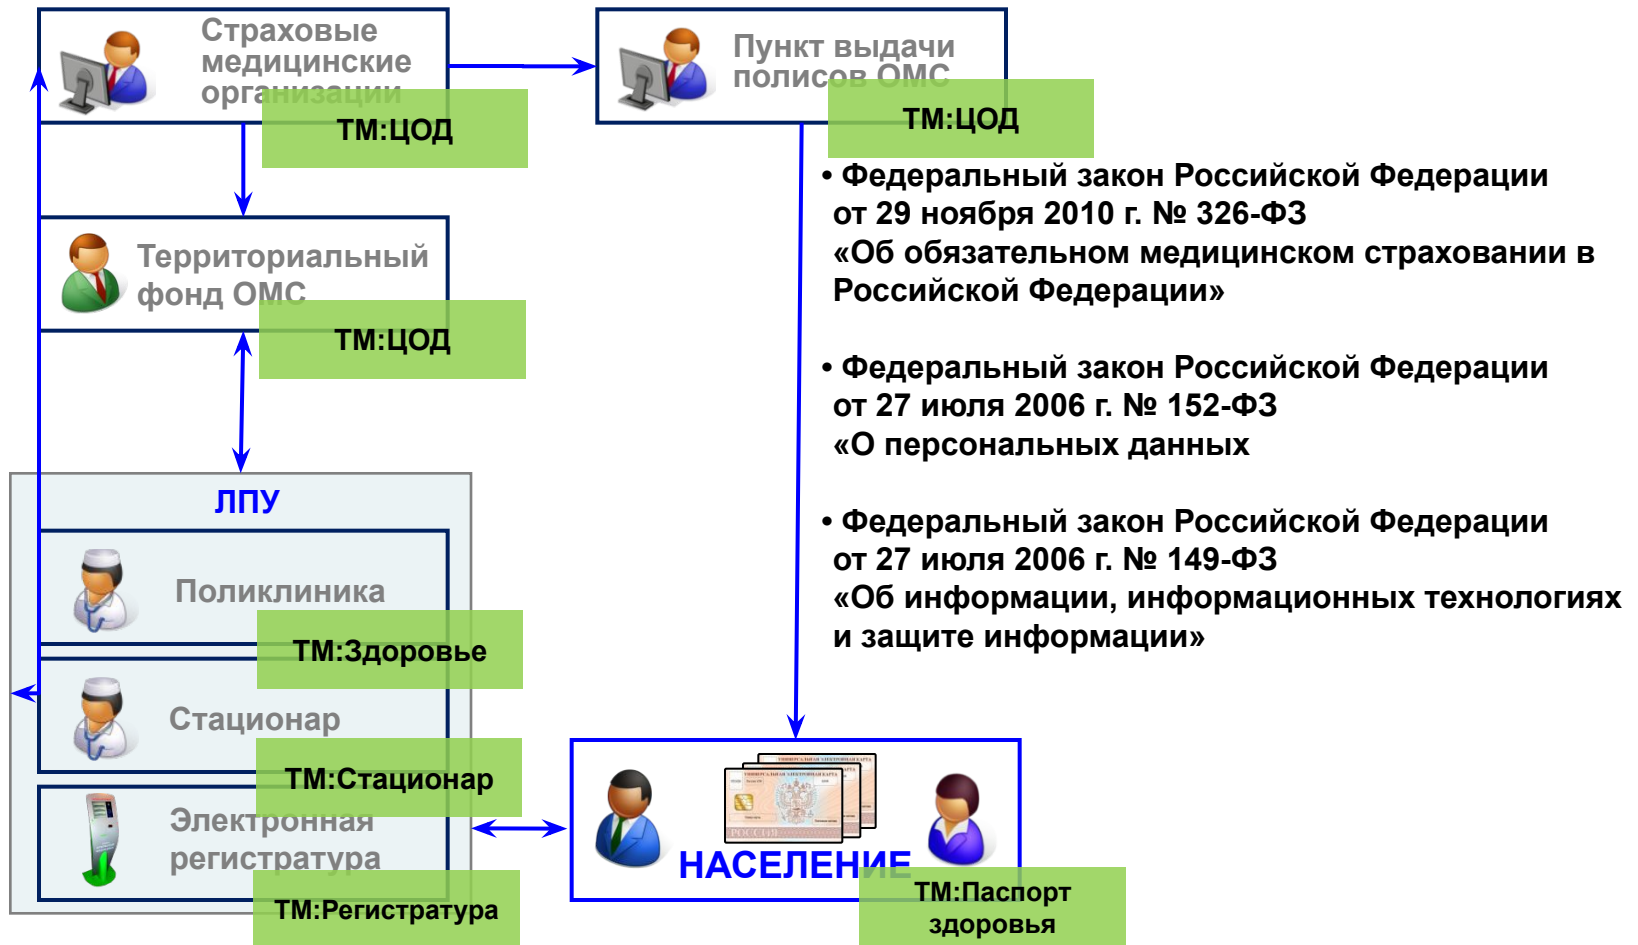 Страховые
медицинские
организации
ТМ:ЦОД
Пункт выдачи
полисов ОМС
ТМ:ЦОД
Территориальный
фонд ОМС
ТМ:ЦОД
• Федеральный закон Российской Федерации
от 29 ноября 2010 г. № 326-ФЗ
«Об обязательном медицинском страховании в
Российской Федерации»
• Федеральный закон Российской Федерации
от 27 июля 2006 г. № 152-ФЗ
«О персональных данных
• Федеральный закон Российской Федерации
от 27 июля 2006 г. № 149-ФЗ
«Об информации, информационных технологиях
и защите информации»
ЛПУ
Поликлиника
ТМ:Здоровье
Стационар
ТМ:Стационар
Электронная
регистратура
ТМ:Регистратура
УНИВЕРСАЛЬНАЯ ЭЛЕКТРОННАЯ КАРТА
РОССИЯ
НАСЕЛЕНИЕ
ТМ:Паспорт
здоровья